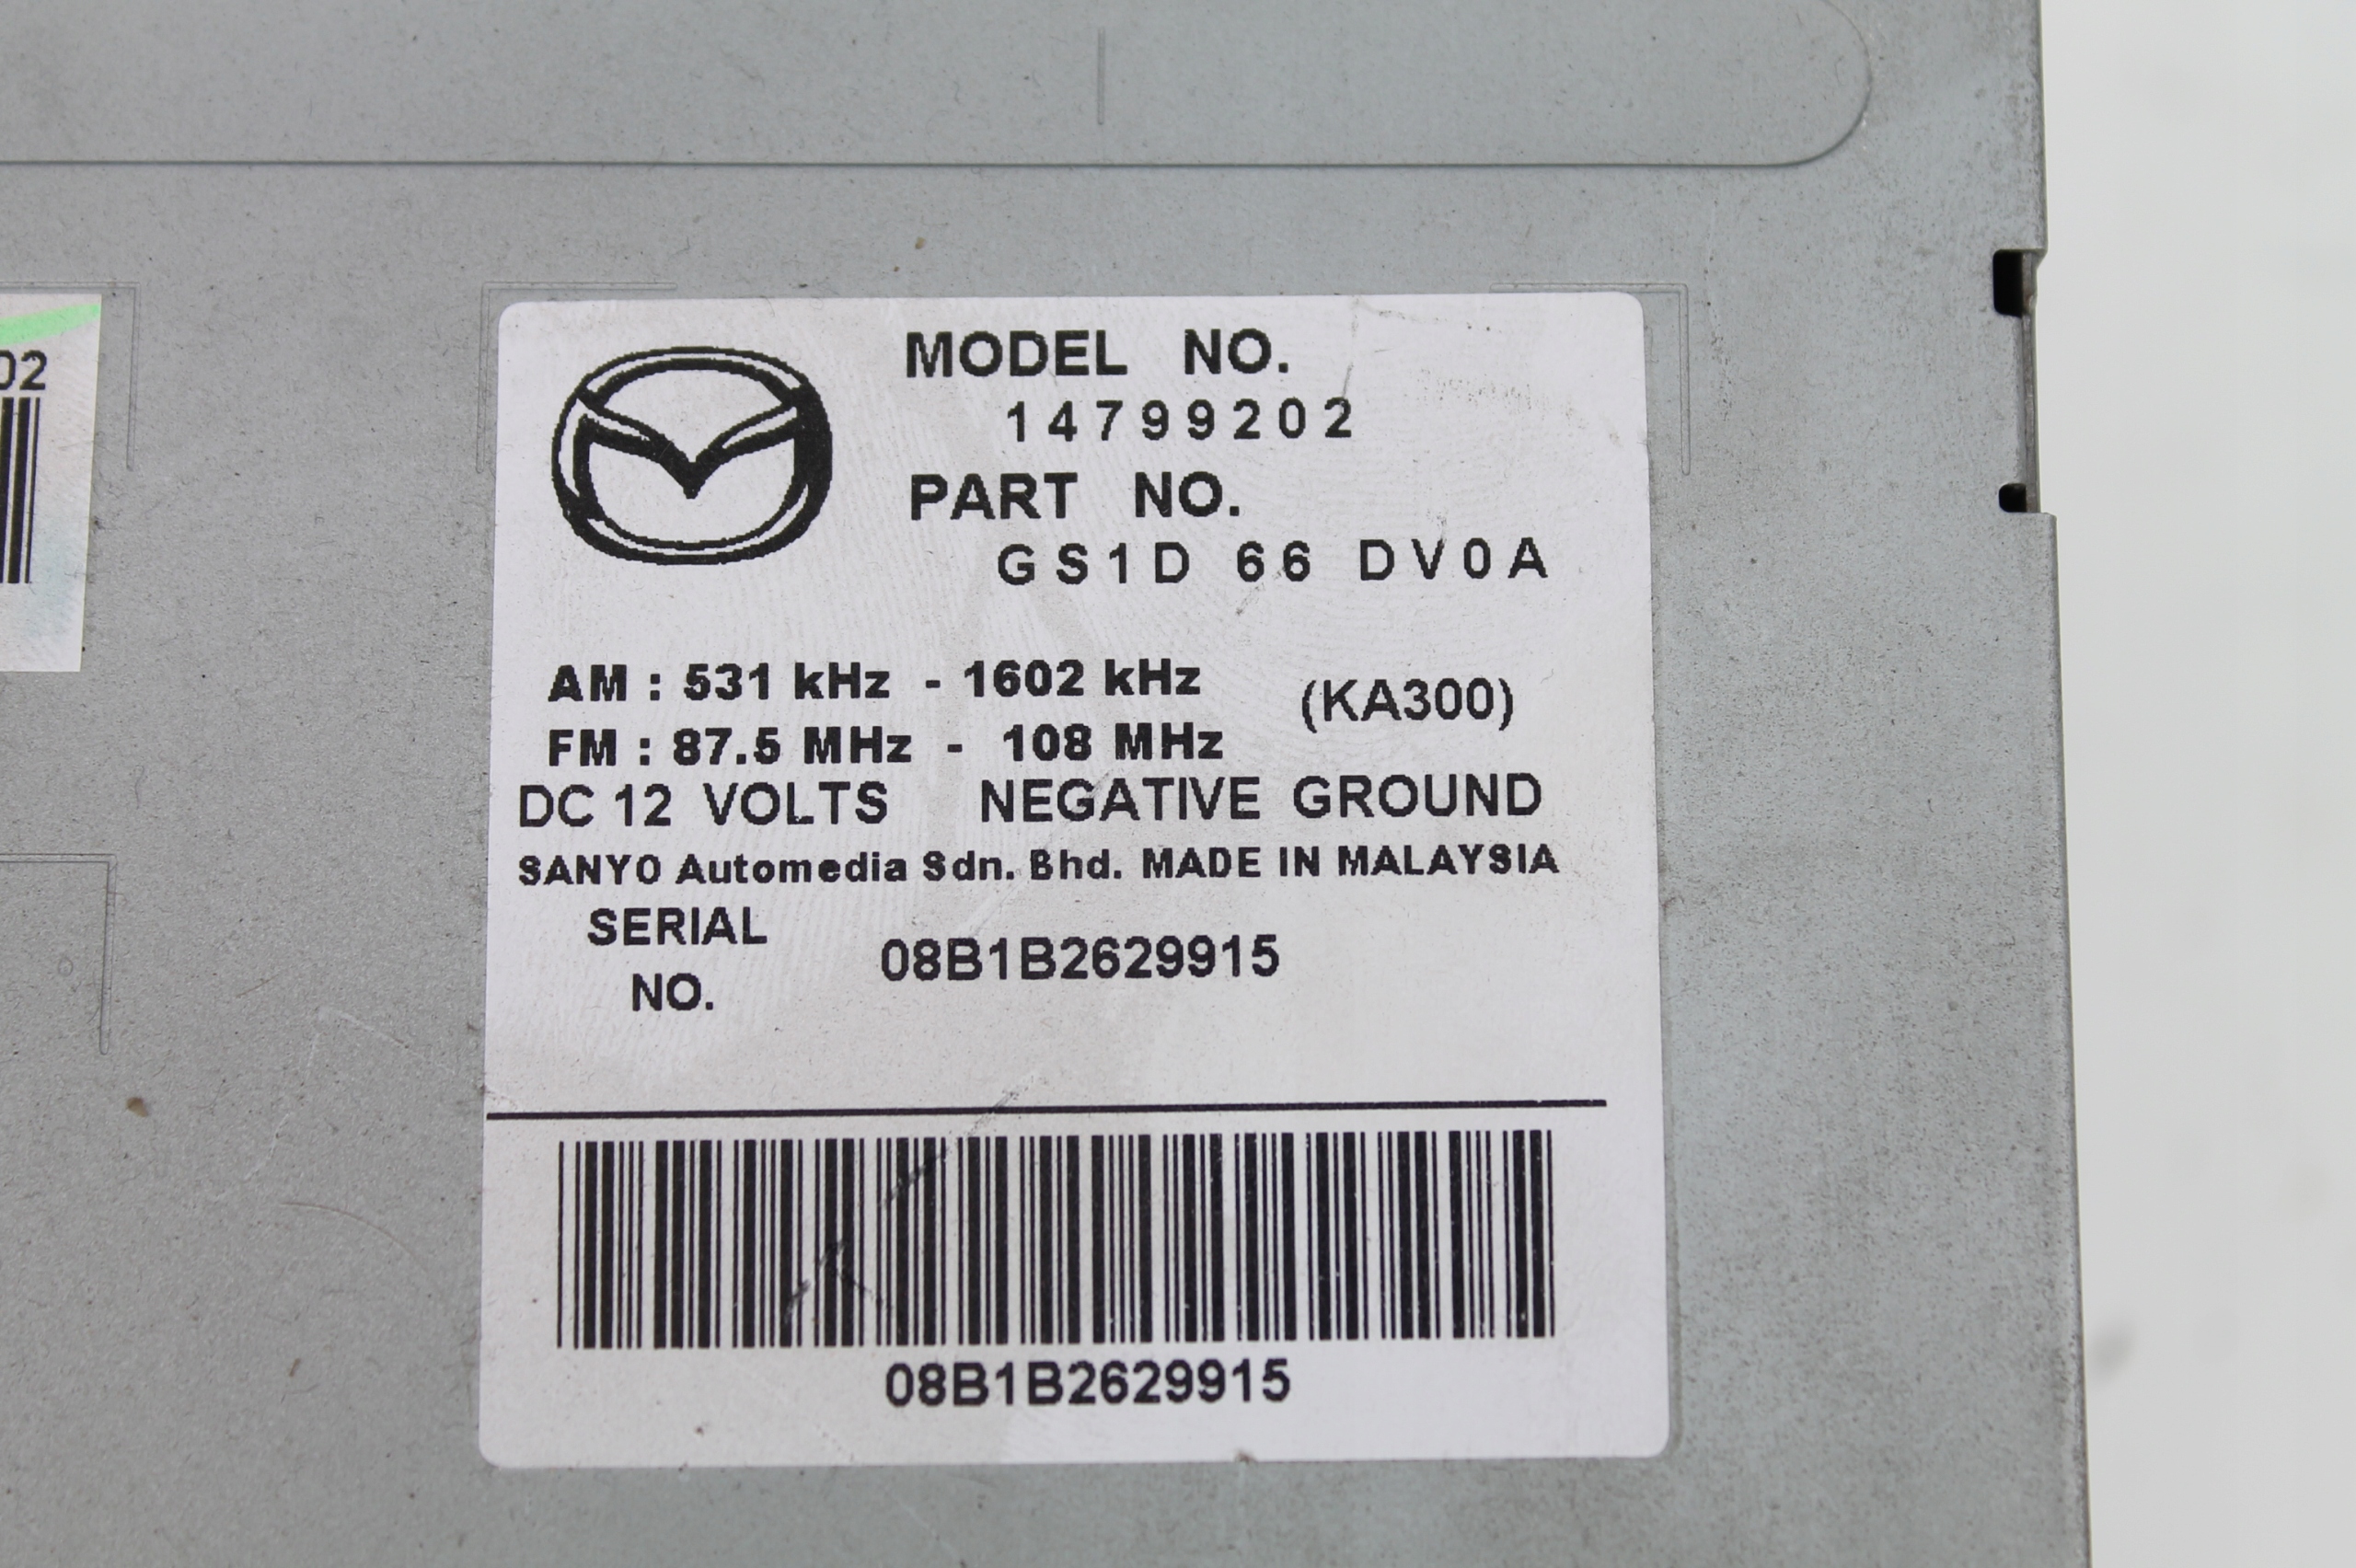 02
MODEL NO.
14799202
PART NO.
GS1D 66 DV0A
AM : 531 kHz - 1602 kHz
(KA300)
FM : 87.5 MHz - 108 MHz
DC 12 VOLTS NEGATIVE GROUND
SANYO Automedia Sdn. Bhd. MADE IN MALAYSIA
SERIAL
NO.
08B1B2629915
08B1B2629915